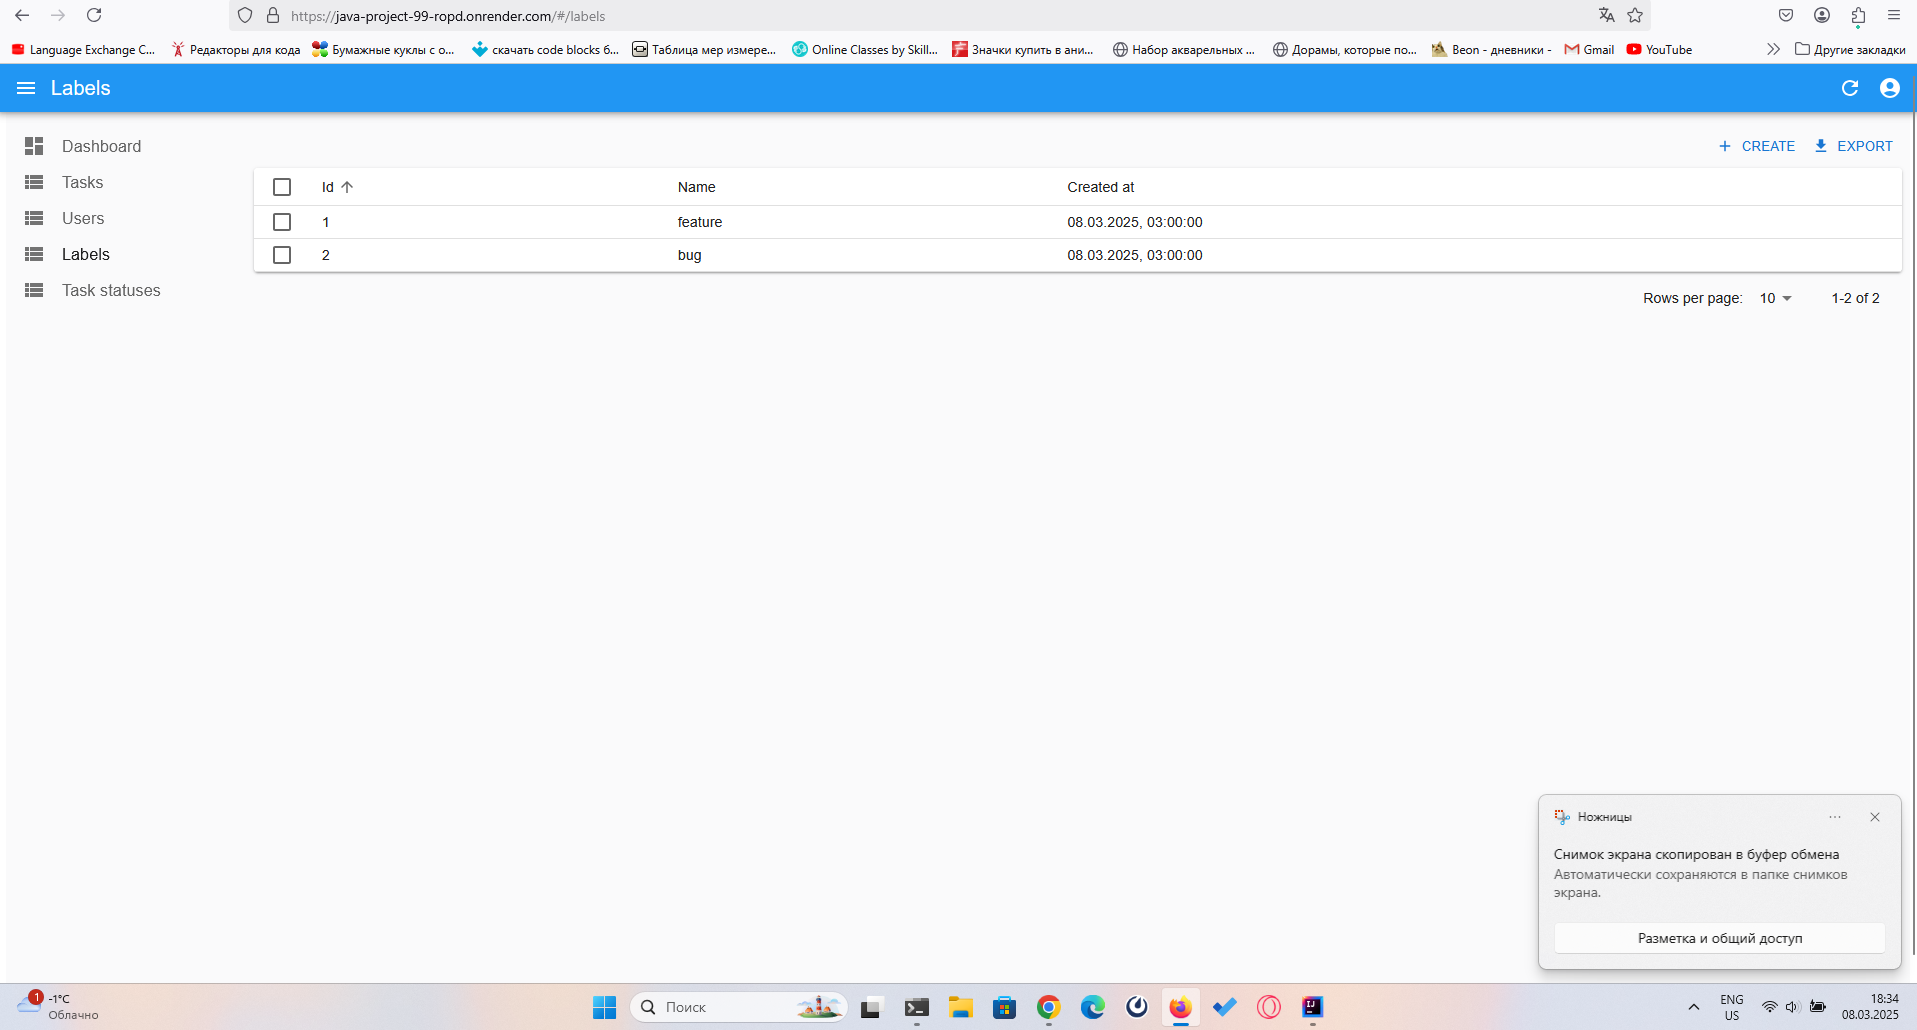 https://java-project-99-ropd.onrender.com/#/labels
Language Exchange C... Редакторы для кода Бумажные куклы с о... скачать code blocks б... Таблица мер измере... Online Classes by Skill... Значки купить в ани... Набор акварельных ... Дорамы, которые по... Beon - дневники - Gmail YouTube Другие закладки
Labels
Dashboard
Tasks
Users
Labels
Task statuses
CREATE EXPORT
Id Name Created at
1 feature 08.03.2025, 03:00:00
2 bug 08.03.2025, 03:00:00
Rows per page: 10 1-2 of 2
Ножницы
Снимок экрана скопирован в буфер обмена
Автоматически сохраняются в папке снимков
экрана.
Разметка и общий доступ
1
-1°C
Облачно
Поиск
IJ
ENG
US
18:34
08.03.2025